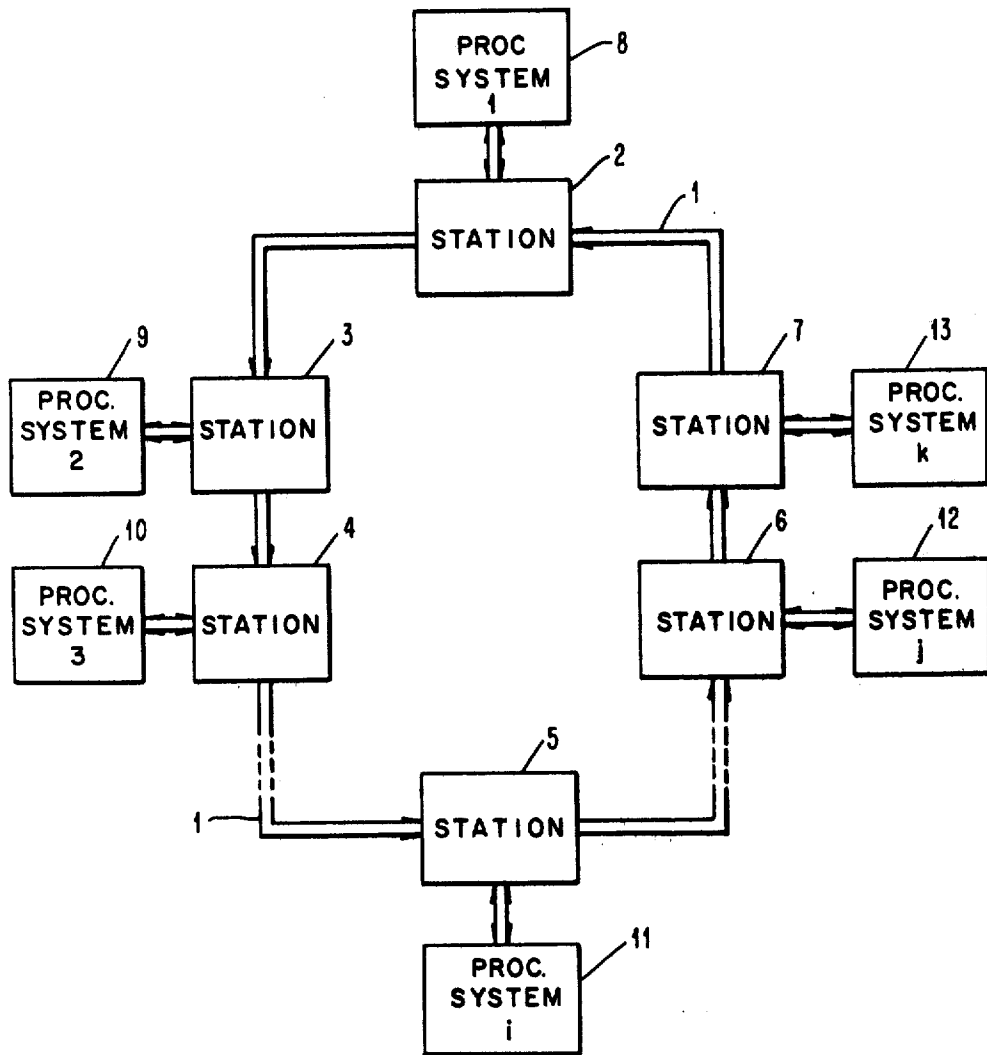 PROC
SYSTEM
1
8
2
STATION
1
9
PROC.
SYSTEM
2
3
STATION
7
STATION
13
PROC.
SYSTEM
k
10
PROC.
SYSTEM
3
4
STATION
6
STATION
12
PROC.
SYSTEM
j
1
5
STATION
11
PROC.
SYSTEM
i